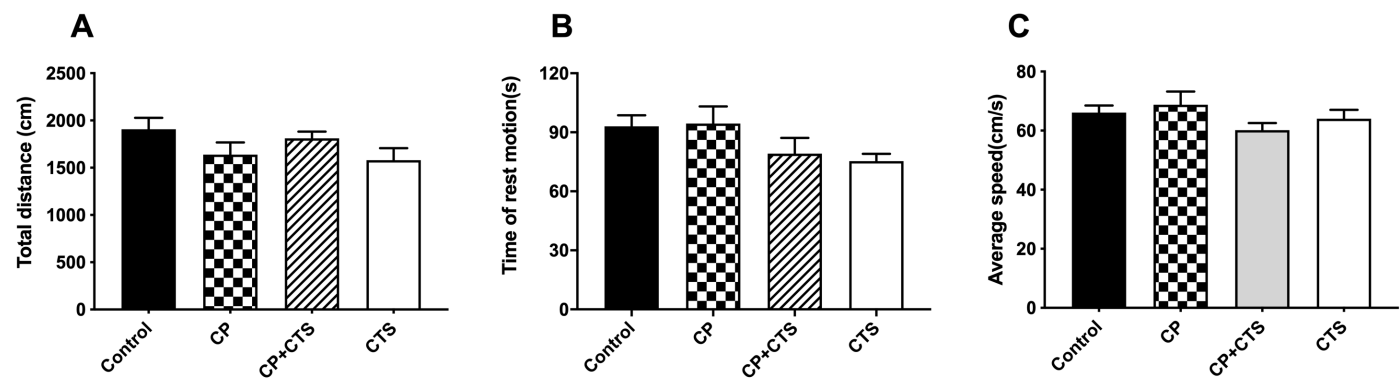 A
Total distance (cm)
2500
2000
1500
1000
500
0
Control
CP
CP+CTS
CTS
B
Time of rest motion(s)
120
90
60
30
0
Control
CP
CP+CTS
CTS
C
Average speed(cm/s)
80
60
40
20
0
Control
CP
CP+CTS
CTS